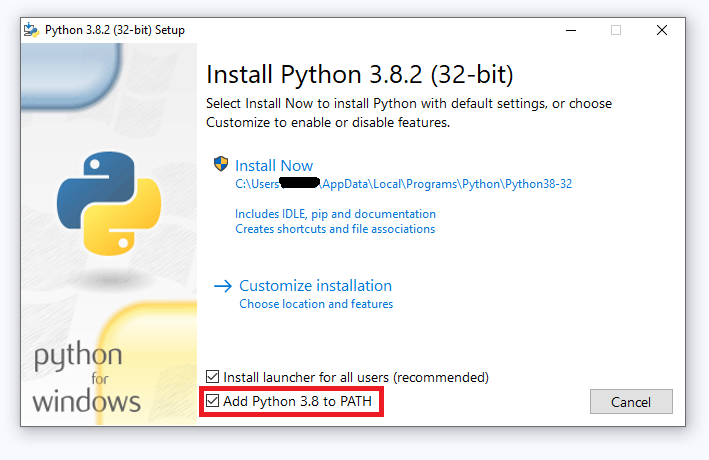 Python 3.8.2 (32-bit) Setup
Install Python 3.8.2 (32-bit)
Select Install Now to install Python with default settings, or choose
Customize to enable or disable features.
Install Now
C:\Users\ \AppData\Local\Programs\Python\Python38-32
Includes IDLE, pip and documentation
Creates shortcuts and file associations
Customize installation
Choose location and features
python
for
windows
Install launcher for all users (recommended)
Add Python 3.8 to PATH
Cancel